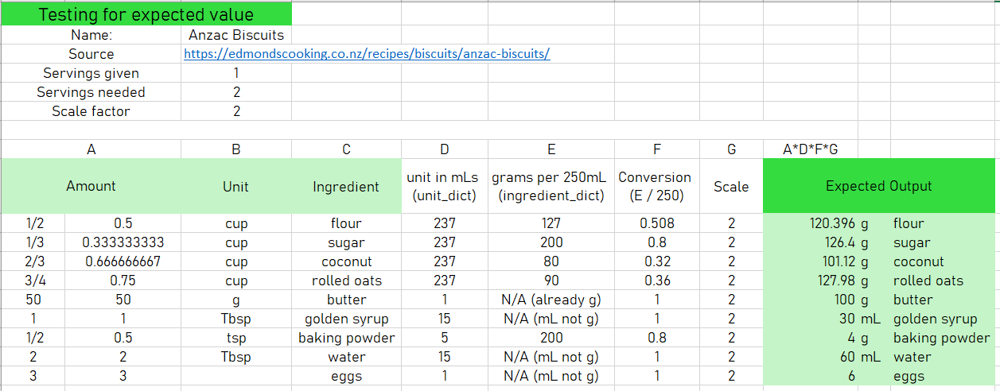 Testing for expected value
Name: Anzac Biscuits
Source https://edmondscooking.co.nz/recipes/biscuits/anzac-biscuits/
Servings given 1
Servings needed 2
Scale factor 2
A B C D E F G A*D*F*G
Amount Unit Ingredient unit in mLs (unit_dict) grams per 250mL (ingredient_dict) Conversion (E / 250) Scale Expected Output
1/2 0.5 cup flour 237 127 0.508 2 120.396 g flour
1/3 0.333333333 cup sugar 237 200 0.8 2 126.4 g sugar
2/3 0.666666667 cup coconut 237 80 0.32 2 101.12 g coconut
3/4 0.75 cup rolled oats 237 90 0.36 2 127.98 g rolled oats
50 50 g butter 1 N/A (already g) 1 2 100 g butter
1 1 Tbsp golden syrup 15 N/A (mL not g) 1 2 30 mL golden syrup
1/2 0.5 tsp baking powder 5 200 0.8 2 4 g baking powder
2 2 Tbsp water 15 N/A (mL not g) 1 2 60 mL water
3 3 eggs 1 N/A (mL not g) 1 2 6 eggs